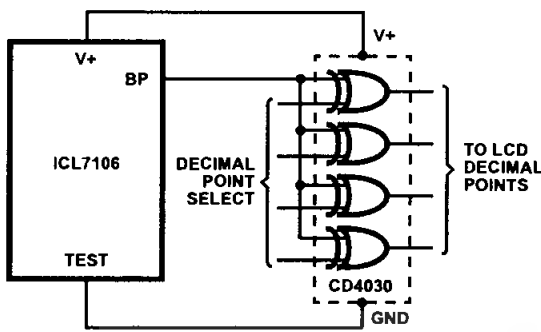 V+
V+
BP
ICL7106
DECIMAL
POINT
SELECT
TO LCD
DECIMAL
POINTS
TEST
CD4030
GND